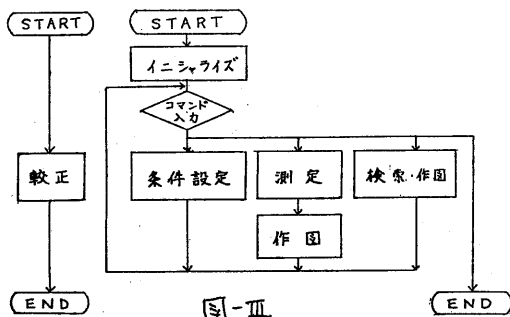 START
START
イニシャライズ
コマンド
入力
較正
条件設定
測定
検索・作図
作図
END
END
図-III